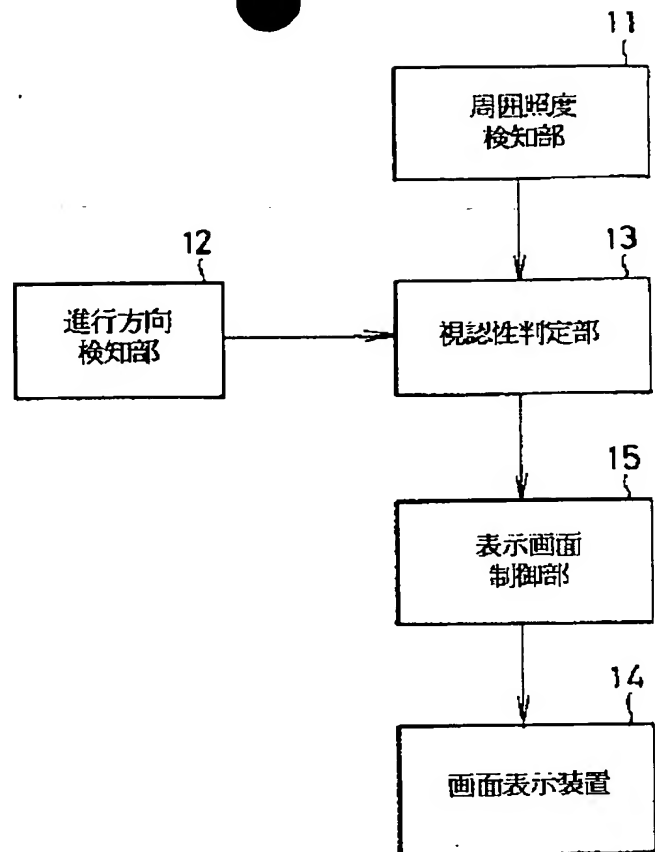 11
周囲照度
検知部
12
進行方向
検知部
13
視認性判定部
15
表示画面
制御部
14
画面表示装置